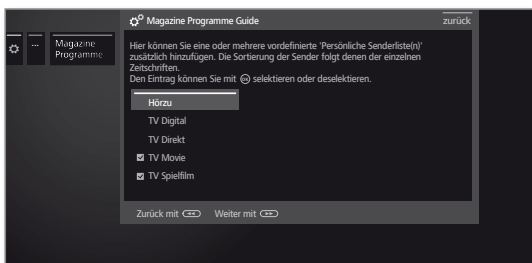 Magazine Programme Guide
zurück
...
Magazine
Programme
Hier können Sie eine oder mehrere vordefinierte 'Persönliche Senderliste(n)'
zusätzlich hinzufügen. Die Sortierung der Sender folgt denen der einzelnen
Zeitschriften.
Den Eintrag können Sie mit OK selektieren oder deselektieren.
Hörzu
TV Digital
TV Direkt
TV Movie
TV Spielfilm
Zurück mit Weiter mit